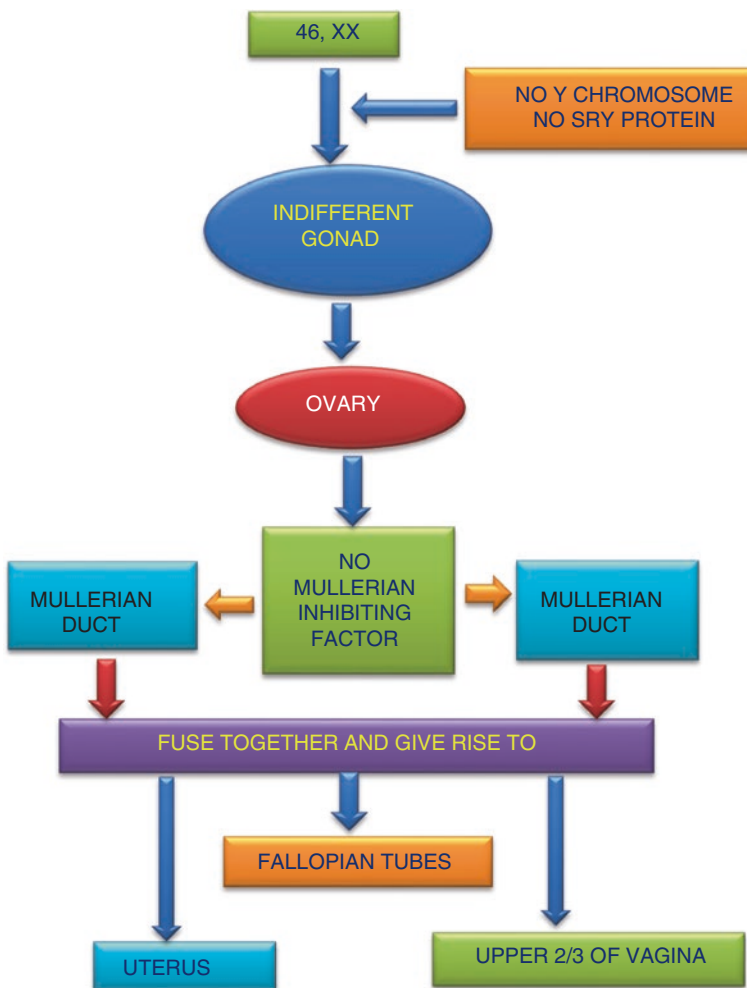 46, XX
NO Y CHROMOSOME
NO SRY PROTEIN
INDIFFERENT
GONAD
OVARY
NO
MULLERIAN
INHIBITING
FACTOR
MULLERIAN
DUCT
MULLERIAN
DUCT
FUSE TOGETHER AND GIVE RISE TO
FALLOPIAN TUBES
UTERUS
UPPER 2/3 OF VAGINA